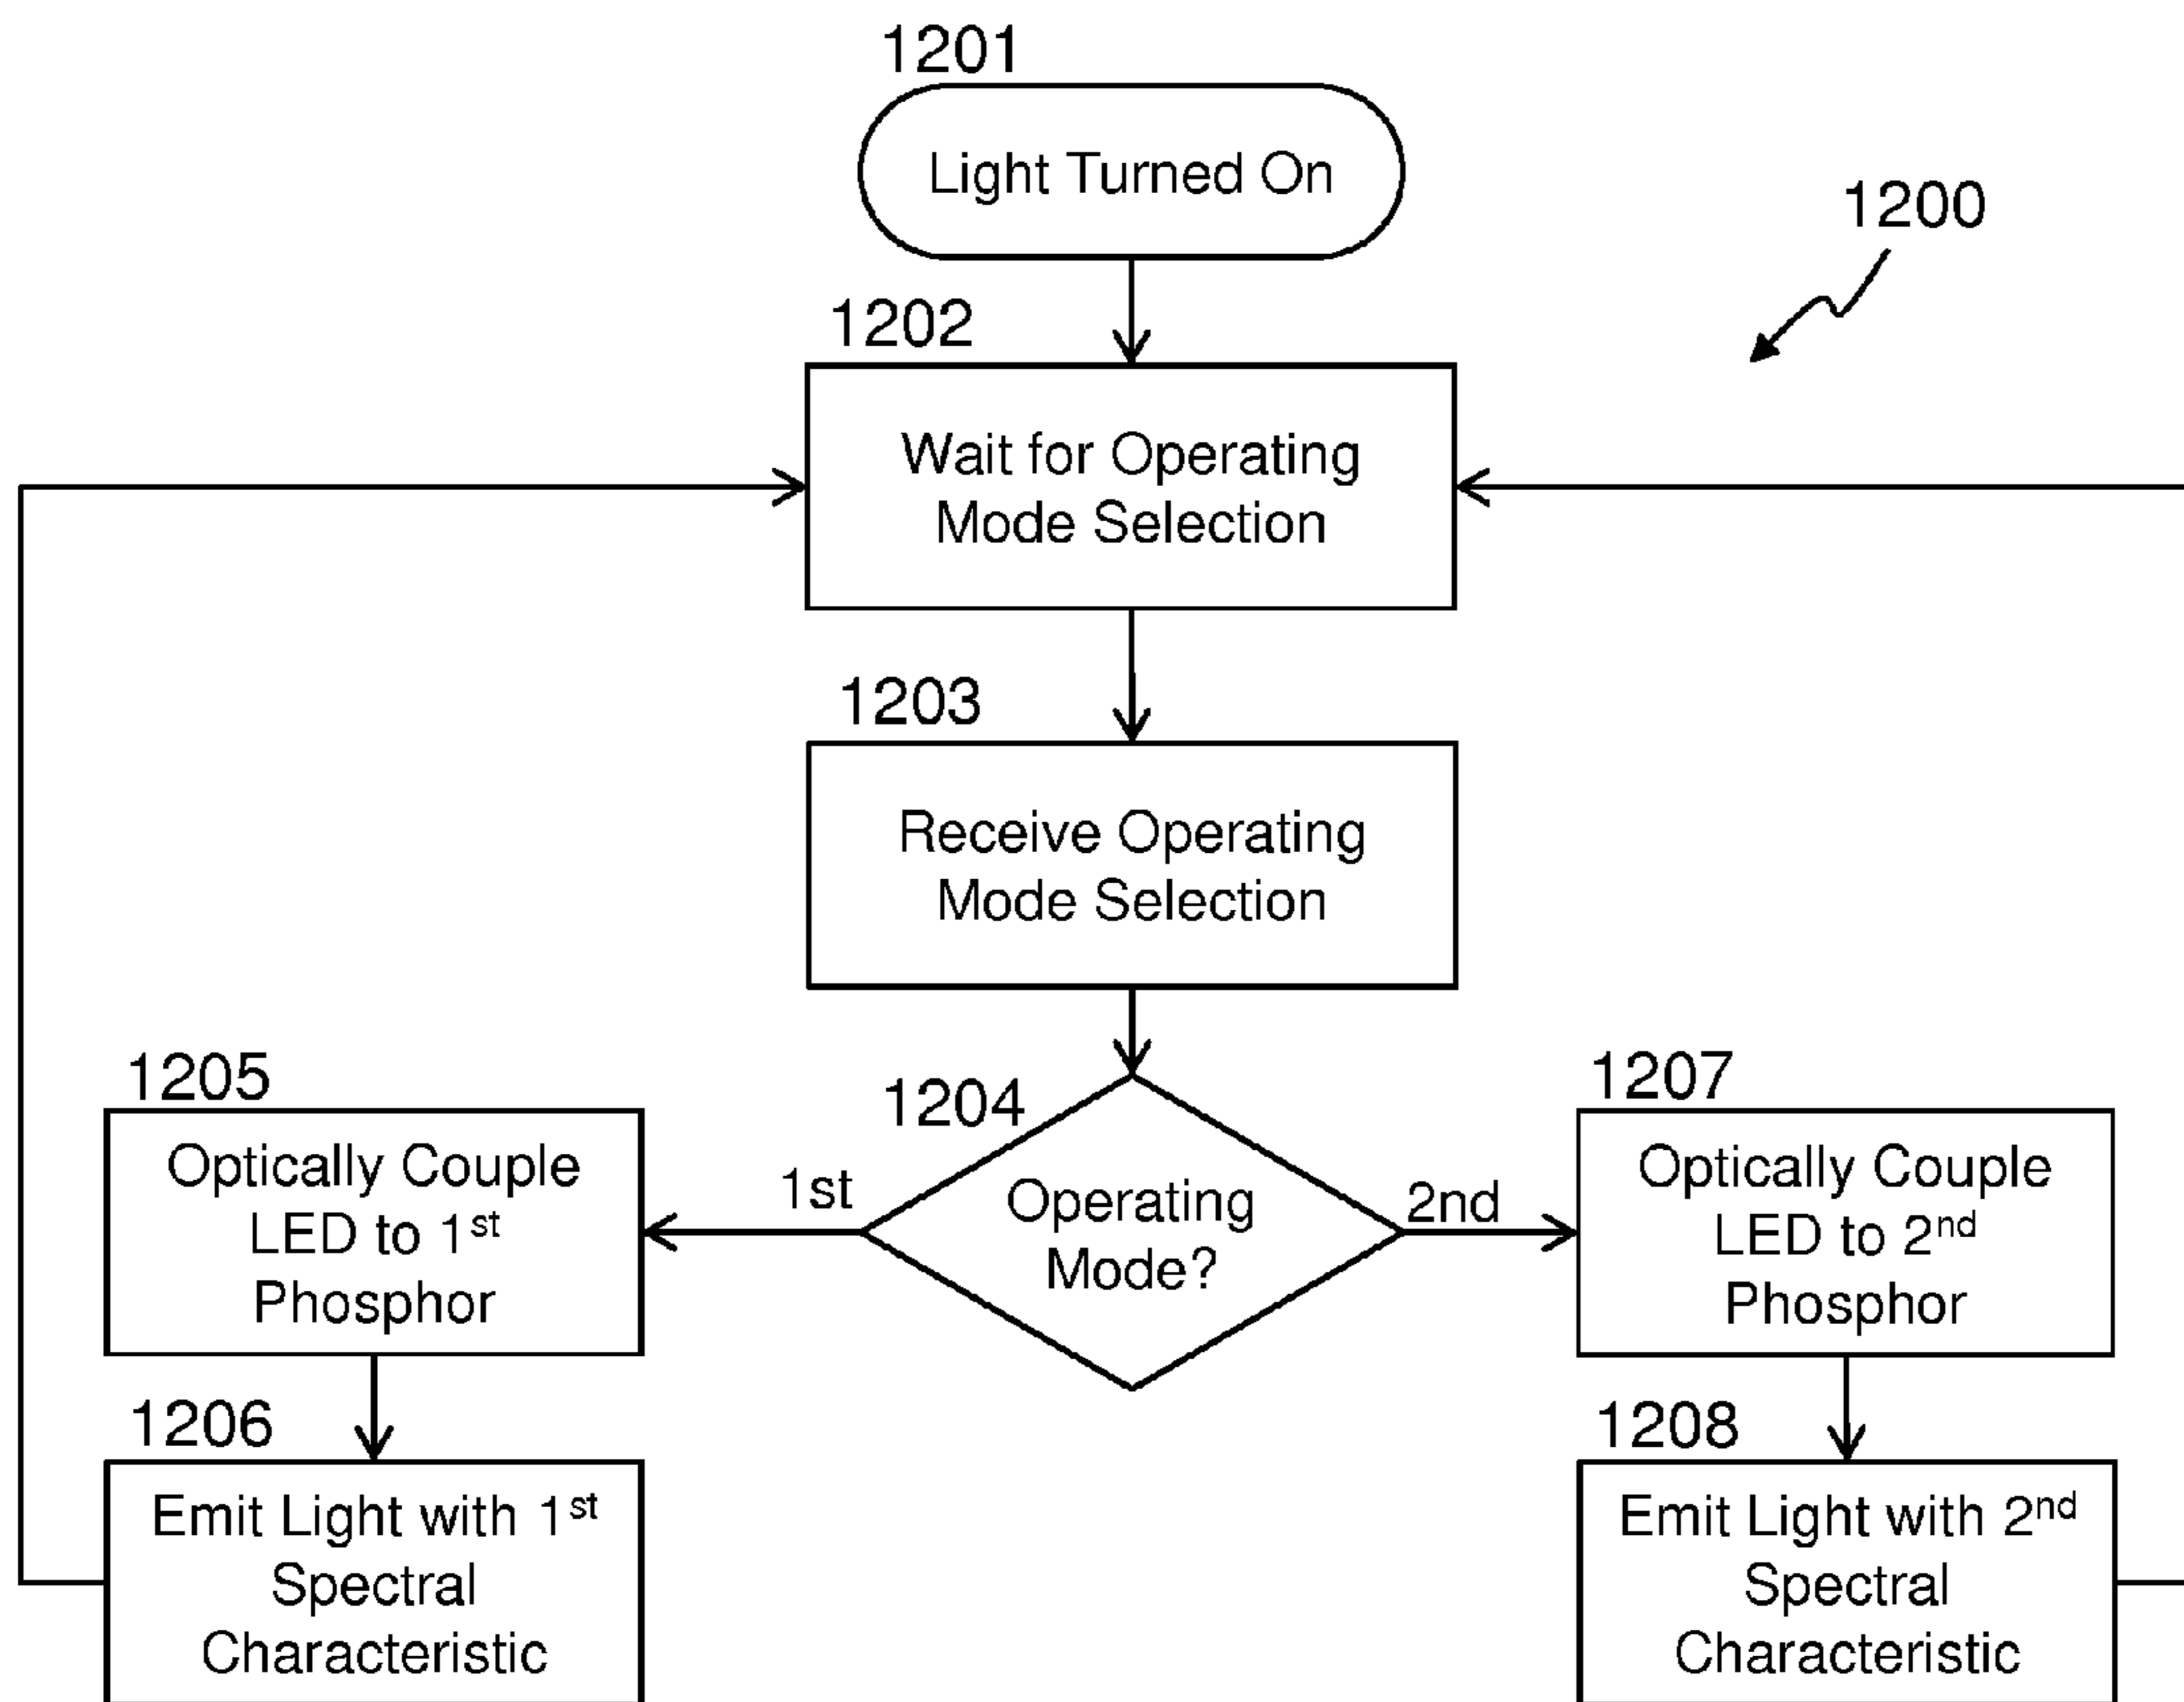 1201
Light Turned On
1200
1202
Wait for Operating
Mode Selection
1203
Receive Operating
Mode Selection
1204
Operating
Mode?
1st
2nd
1205
Optically Couple
LED to 1st
Phosphor
1206
Emit Light with 1st
Spectral
Characteristic
1207
Optically Couple
LED to 2nd
Phosphor
1208
Emit Light with 2nd
Spectral
Characteristic